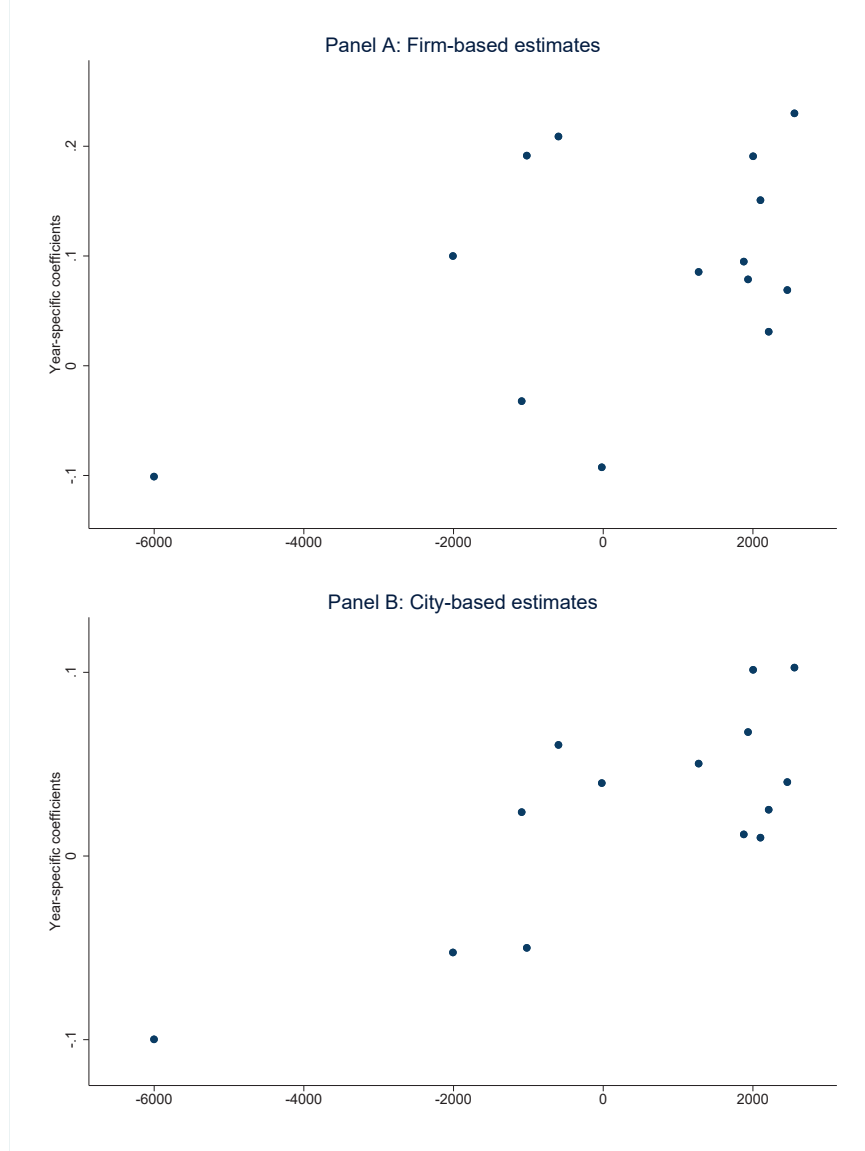 Panel A: Firm-based estimates
Year-specific coefficients
.2
.1
0
-.1
-6000 -4000 -2000 0 2000
Panel B: City-based estimates
Year-specific coefficients
.1
0
-.1
-6000 -4000 -2000 0 2000